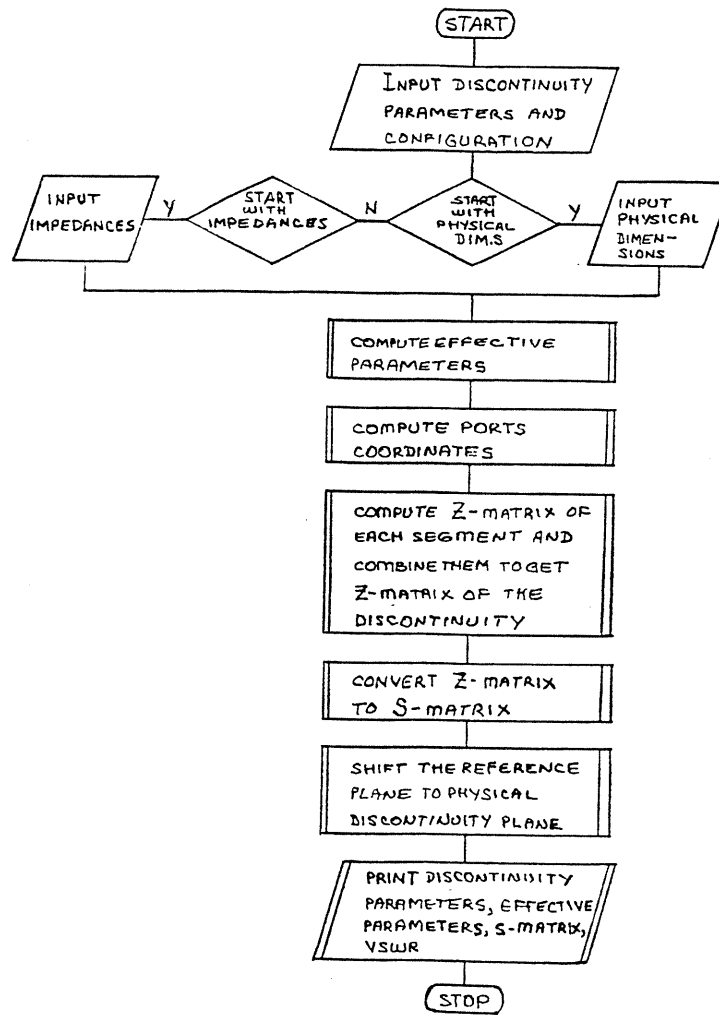 START
INPUT DISCONTINUITY
PARAMETERS AND
CONFIGURATION
INPUT
IMPEDANCES
Y
START
WITH
IMPEDANCES
N
START
WITH
PHYSICAL
DIM.S
Y
INPUT
PHYSICAL
DIMEN-
SIONS
COMPUTE EFFECTIVE
PARAMETERS
COMPUTE PORTS
COORDINATES
COMPUTE Z-MATRIX OF
EACH SEGMENT AND
COMBINE THEM TO GET
Z-MATRIX OF THE
DISCONTINUITY
CONVERT Z-MATRIX
TO S-MATRIX
SHIFT THE REFERENCE
PLANE TO PHYSICAL
DISCONTINUITY PLANE
PRINT DISCONTINUITY
PARAMETERS, EFFECTIVE
PARAMETERS, S-MATRIX,
VSWR
STOP